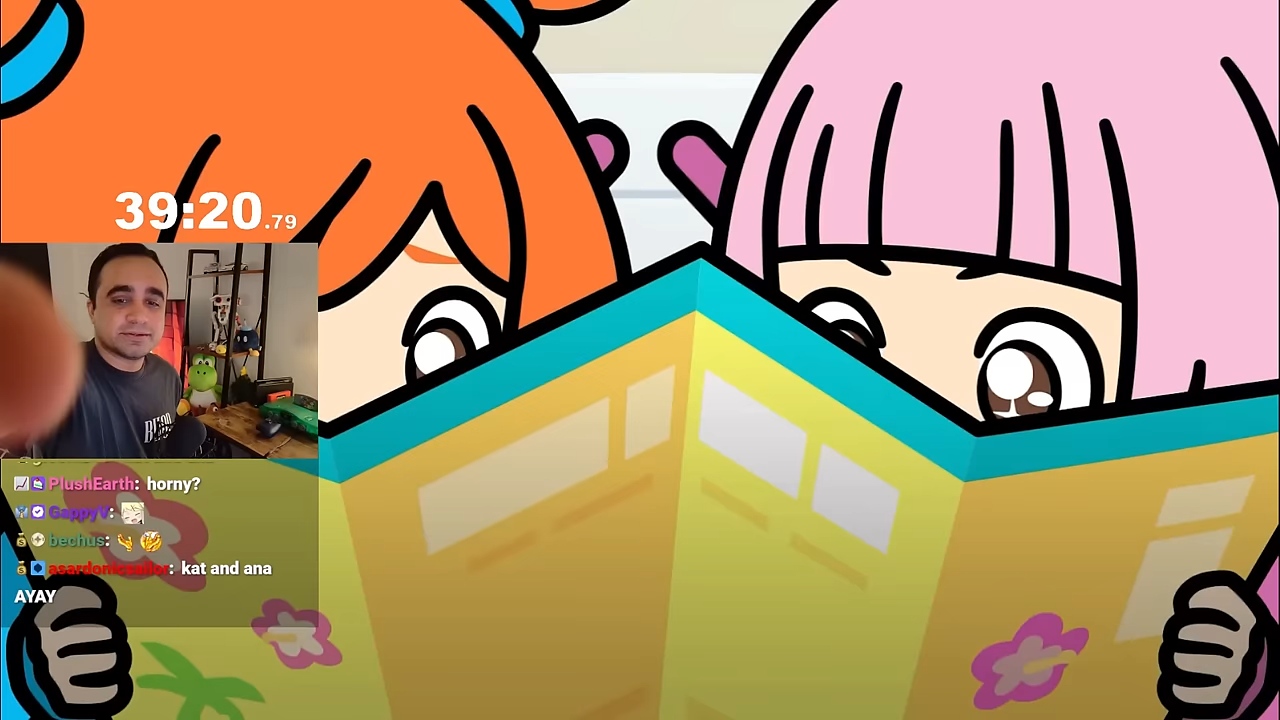 39:20.79
PlushEarth: horny?
GappyV:
bechus:
asardonicsailor: kat and ana
AYAY